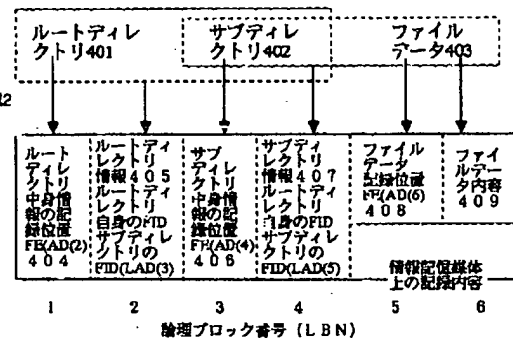 ルートディレ
クトリ401
サブディレ
クトリ402
ファイル
データ403
ルート
ディレ
クトリ
中身情
報の記
録位置
FE(AD(2)
404
ルートディ
レクトリ
情報405
ルートディ
レクトリ
自身のFID
サブディレ
クトリの
FID(LAD(3)
サブ
ディレ
クトリ
中身情
報の記
録位置
FE(AD(4)
406
サブディ
レクトリ
情報407
ルートディ
レクトリ
自身のFID
サブディレ
クトリの
FID(LAD(5)
ファイル
データ
記録位置
FE(AD(6)
408
ファイ
ルデー
タ内容
409
情報記憶媒体
上の記録内容
1 2 3 4 5 6
論理ブロック番号 (LBN)